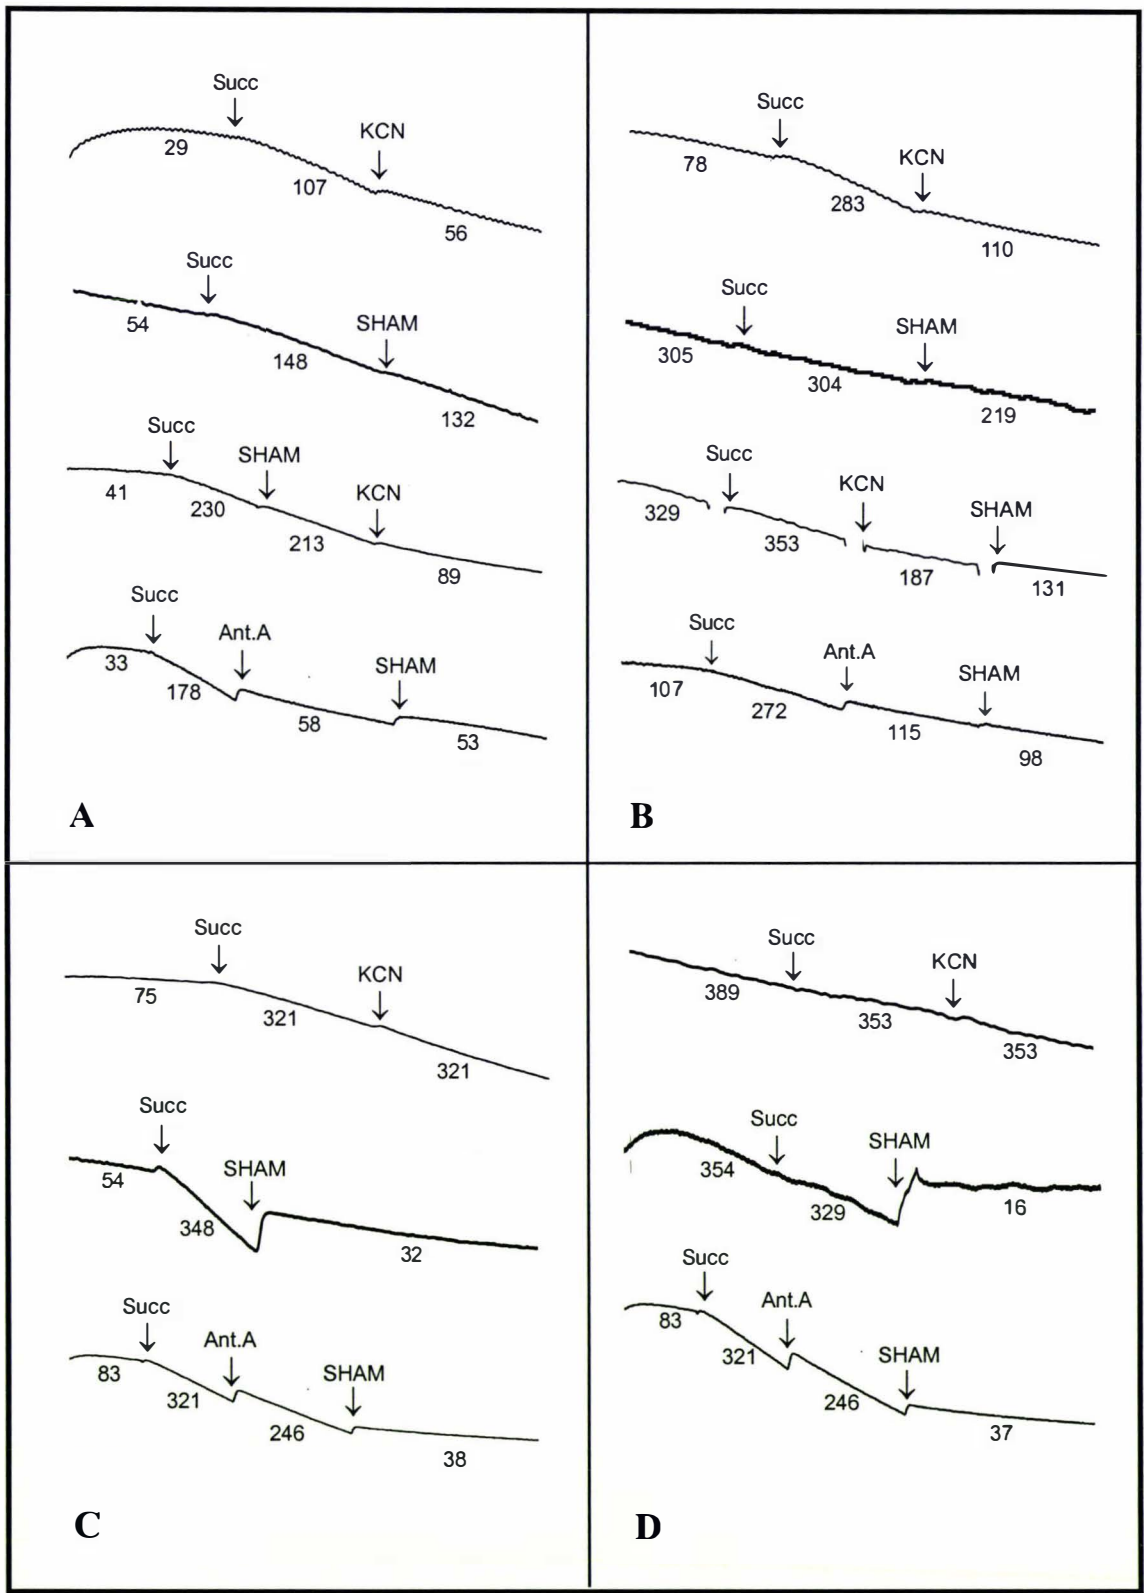 Succ
KCN
29
107
56
Succ
SHAM
54
148
132
Succ
SHAM
KCN
41
230
213
89
Succ
Ant.A
SHAM
33
178
58
53
A
Succ
KCN
78
283
110
Succ
SHAM
305
304
219
Succ
KCN
SHAM
329
353
187
131
Succ
Ant.A
SHAM
107
272
115
98
B
Succ
KCN
75
321
321
Succ
SHAM
54
348
32
Succ
Ant.A
SHAM
83
321
246
38
C
Succ
KCN
389
353
353
Succ
SHAM
354
329
16
Succ
Ant.A
SHAM
83
321
246
37
D